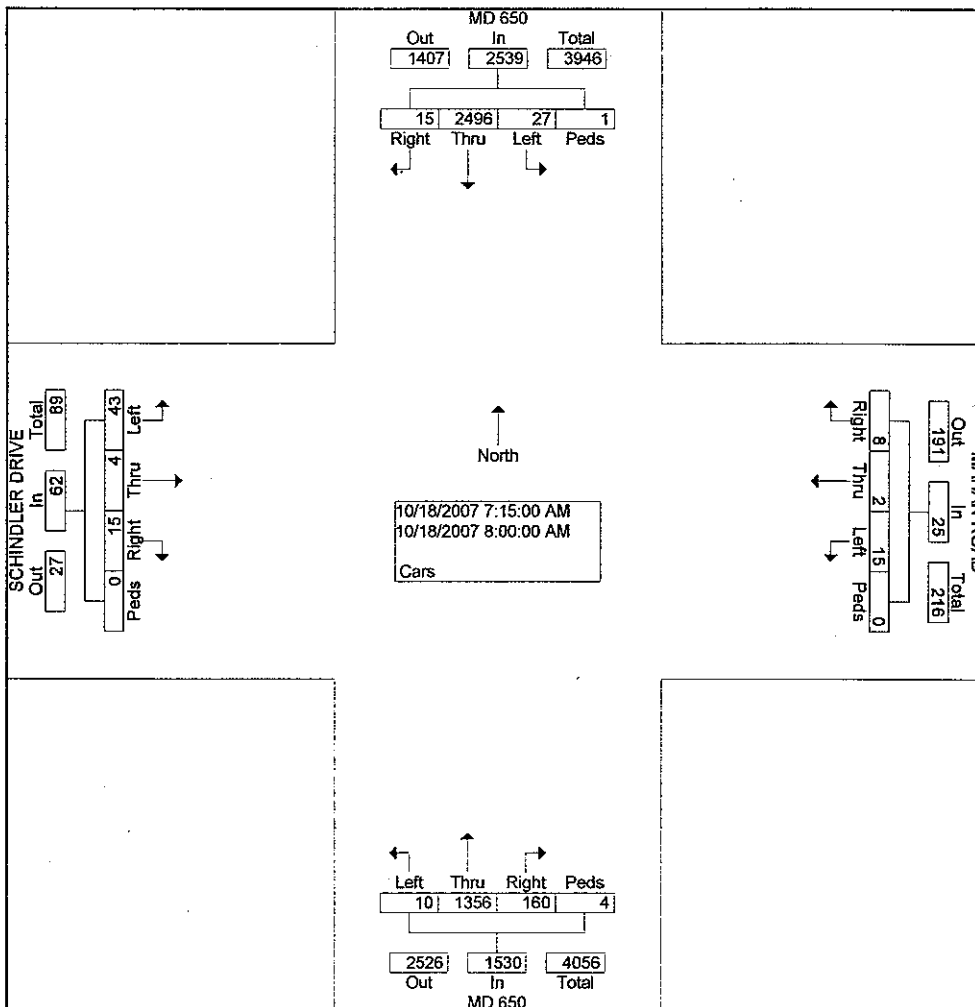 MD 650
Out In Total
1407 2539 3946
15 2496 27 1
Right Thru Left Peds
SCHINDLER DRIVE
Total In Out
89 62 27
43 4 15 0
Left Thru Right Peds
North
10/18/2007 7:15:00 AM
10/18/2007 8:00:00 AM
Cars
Right Thru Left Peds
8 2 15 0
Out In Total
191 25 216
Left Thru Right Peds
10 1356 160 4
2526 1530 4056
Out In Total
MD 650